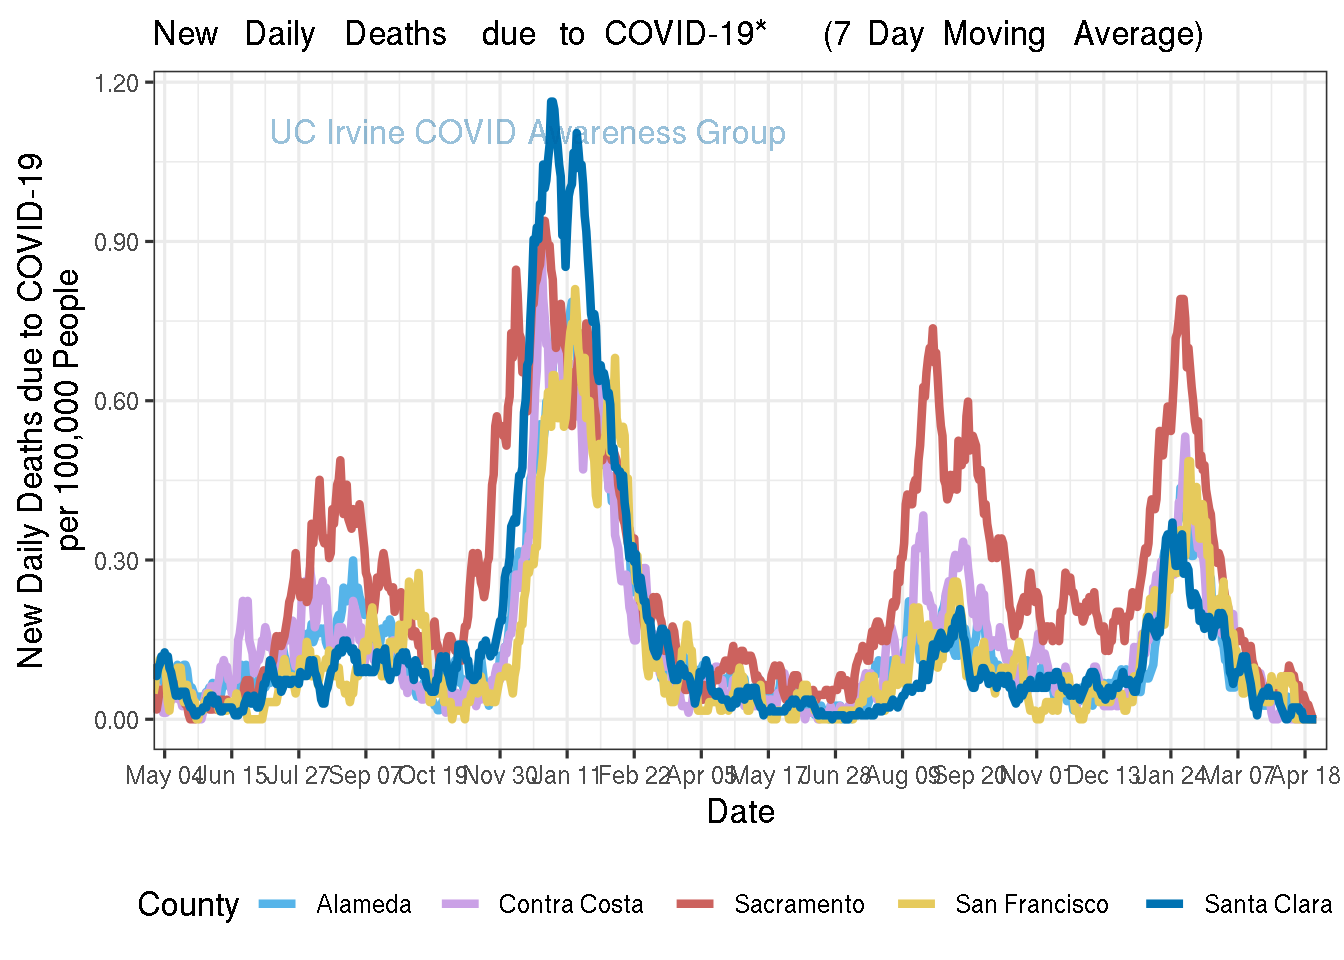 New Daily Deaths due to COVID-19* (7 Day Moving Average)
UC Irvine COVID Awareness Group
New Daily Deaths due to COVID-19
per 100,000 People
1.20
0.90
0.60
0.30
0.00
May 04 Jun 15 Jul 27 Sep 07 Oct 19 Nov 30 Jan 11 Feb 22 Apr 05 May 17 Jun 28 Aug 09 Sep 20 Nov 01 Dec 13 Jan 24 Mar 07 Apr 18
Date
County Alameda Contra Costa Sacramento San Francisco Santa Clara